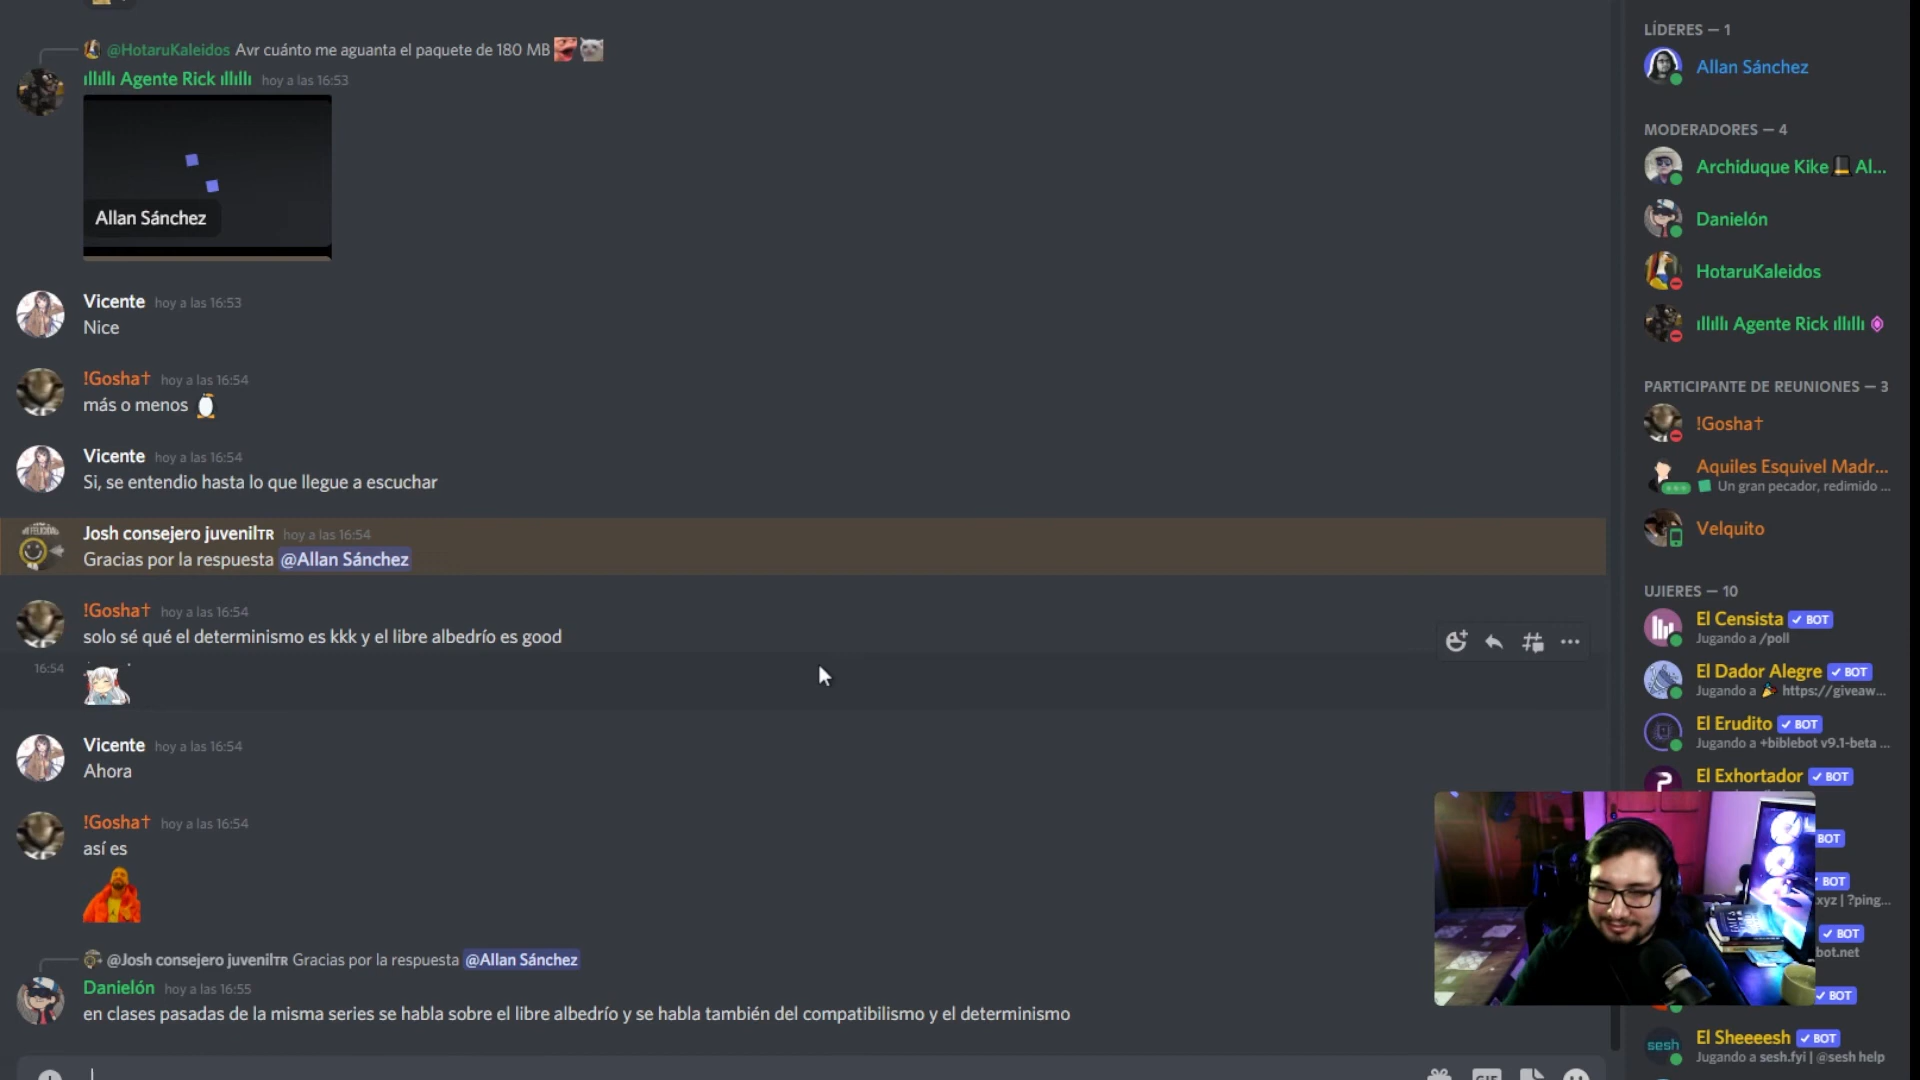 @HotaruKaleidos Avr cuánto me aguanta el paquete de 180 MB
ıllıllı Agente Rick ıllıllı hoy a las 16:53
Allan Sánchez
Vicente hoy a las 16:53
Nice
!Gosha† hoy a las 16:54
más o menos
Vicente hoy a las 16:54
Si, se entendio hasta lo que llegue a escuchar
Josh consejero juvenilTR hoy a las 16:54
Gracias por la respuesta @Allan Sánchez
!Gosha† hoy a las 16:54
solo sé qué el determinismo es kkk y el libre albedrío es good
16:54
Vicente hoy a las 16:54
Ahora
!Gosha† hoy a las 16:54
así es
@Josh consejero juvenilTR Gracias por la respuesta @Allan Sánchez
Danielón hoy a las 16:55
en clases pasadas de la misma series se habla sobre el libre albedrío y se habla también del compatibilismo y el determinismo
GIF
LÍDERES — 1
Allan Sánchez
MODERADORES — 4
Archiduque Kike Al...
Danielón
HotaruKaleidos
ıllıllı Agente Rick ıllıllı
PARTICIPANTE DE REUNIONES — 3
!Gosha†
Aquiles Esquivel Madr...
Un gran pecador, redimido ...
Velquito
UJIERES — 10
El Censista BOT
Jugando a /poll
El Dador Alegre BOT
Jugando a https://giveaw...
El Erudito BOT
Jugando a +biblebot v9.1-beta ...
El Exhortador BOT
BOT
BOT
xyz | ?ping...
BOT
bot.net
BOT
sesh
El Sheeeesh BOT
Jugando a sesh.fyi | @sesh help